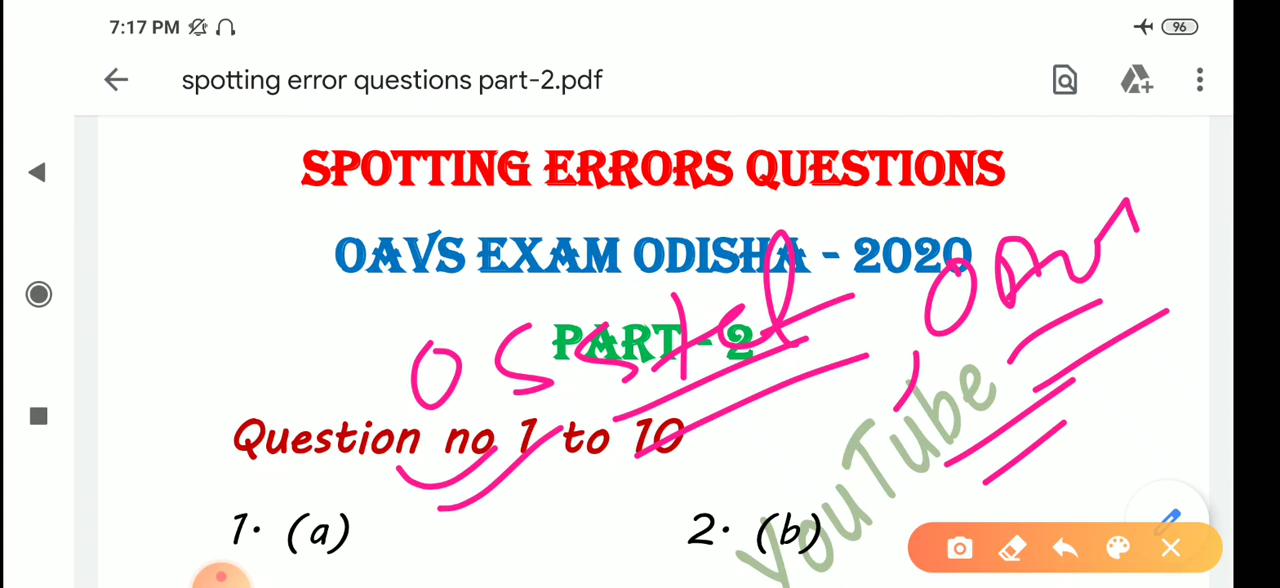 7:17 PM 96
spotting error questions part-2.pdf
SPOTTING ERRORS QUESTIONS
OAVS EXAM ODISHA - 2020
PART - 2
Question no 1 to 10
1. (a) 2. (b)
YouTube